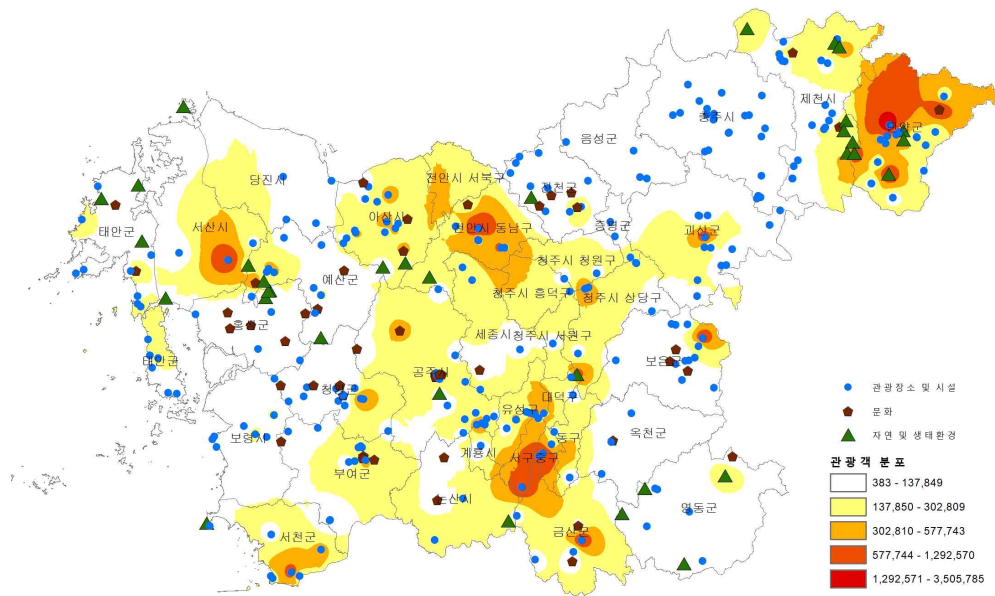 제천시
충주시
단양군
음성군
당진시
천안시 서북구
진천군
아산시
태안군
서산시
천안시 동남구
증평군
괴산군
예산군
청주시 청원구
청주시 흥덕구
청주시 상당구
홍성군
세종시
청주시 서원구
태안군
보은군
공주시
청양군
대덕구
유성구
보령시
동구
옥천군
계룡시
서구
중구
부여군
논산시
영동군
금산군
서천군
관광장소 및 시설
문화
자연 및 생태환경
관광객 분포
383 - 137,849
137,850 - 302,809
302,810 - 577,743
577,744 - 1,292,570
1,292,571 - 3,505,785